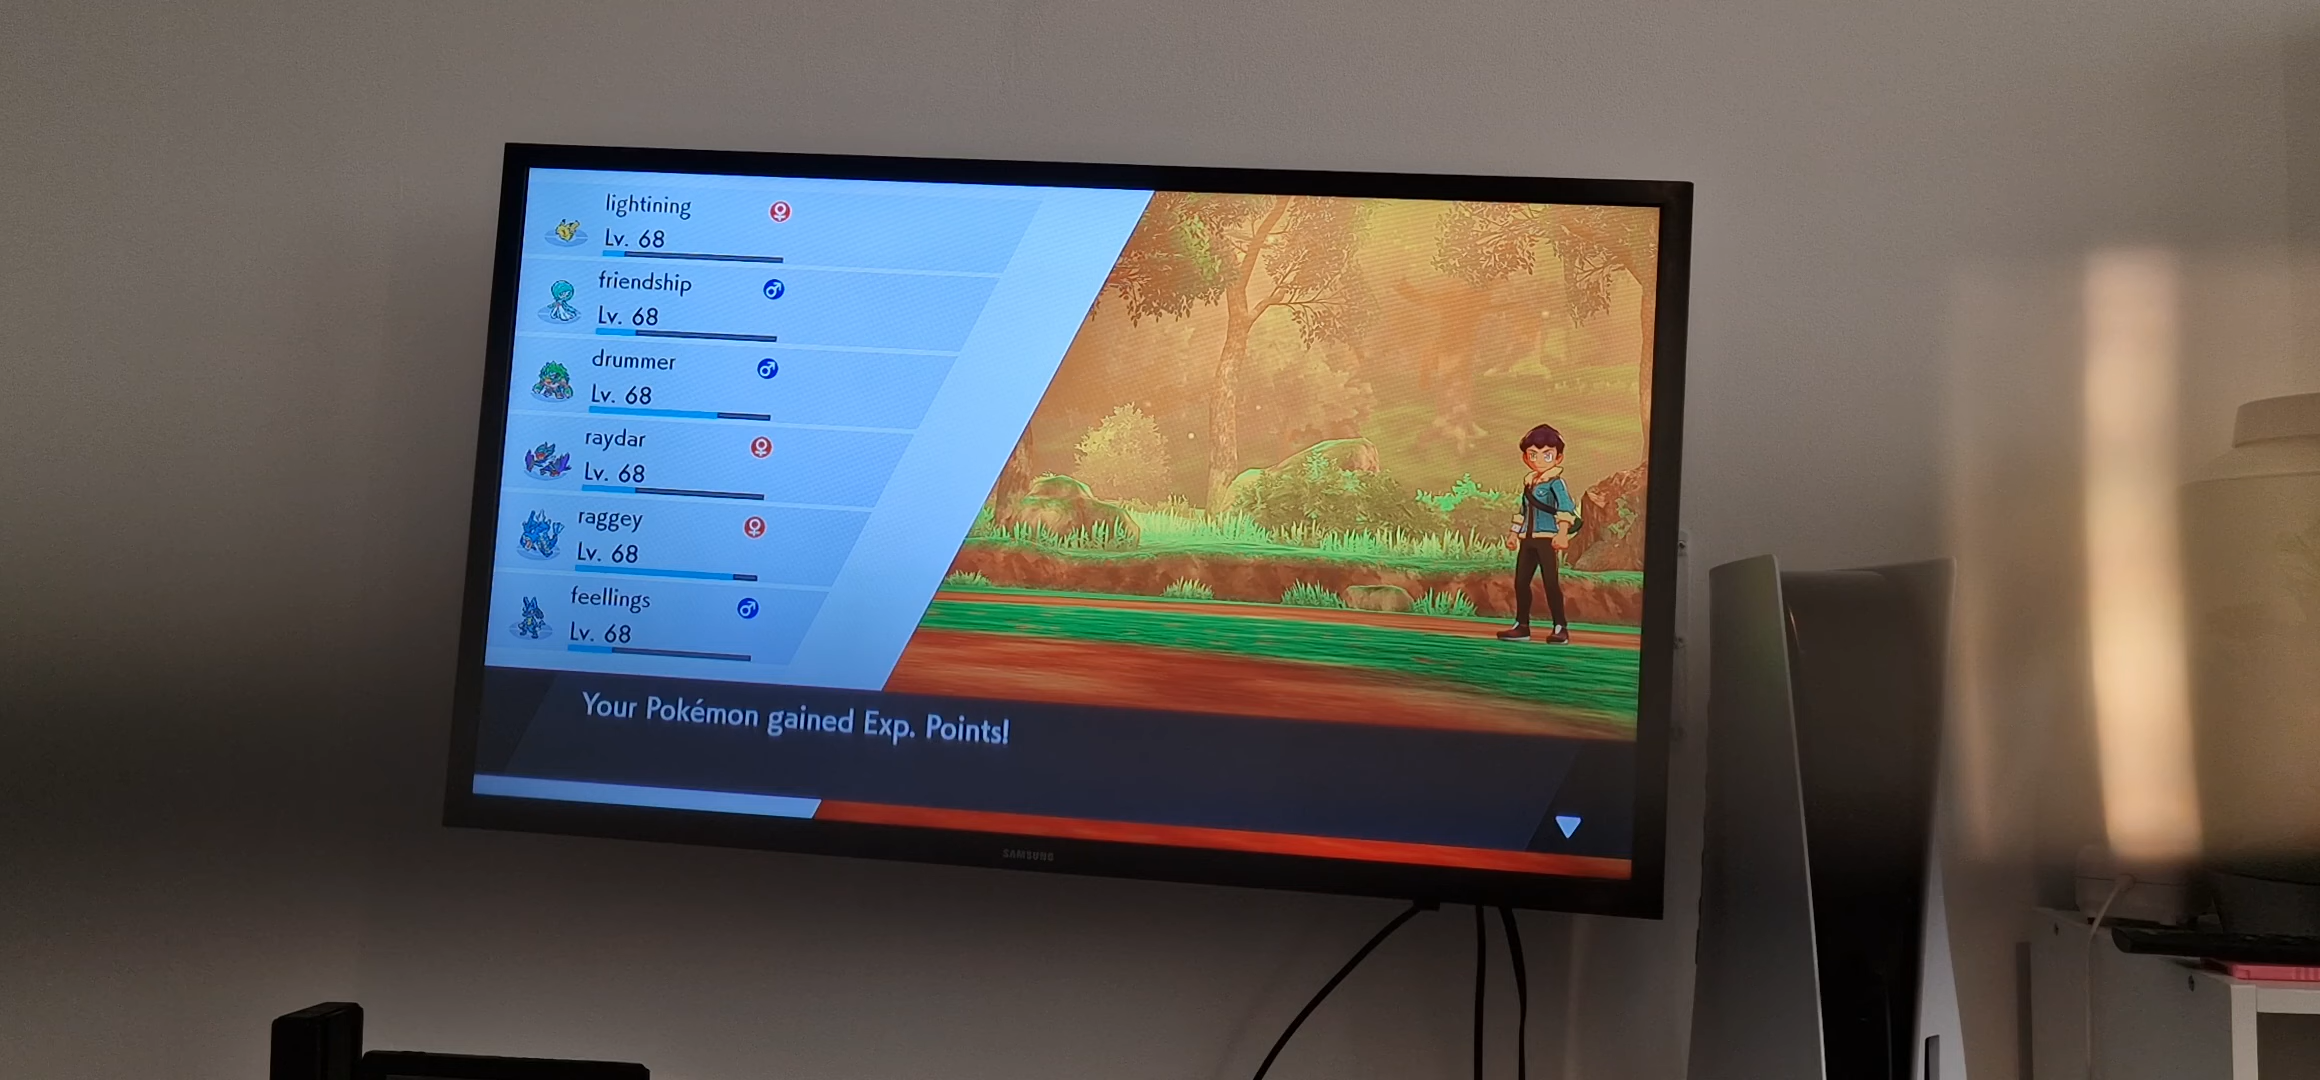 lightining
Lv. 68
friendship
Lv. 68
drummer
Lv. 68
raydar
Lv. 68
raggey
Lv. 68
feellings
Lv. 68
Your Pokémon gained Exp. Points!
SAMSUNG